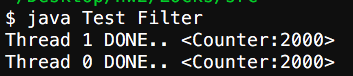 $ java Test Filter
Thread 1 DONE.. <Counter:2000>
Thread 0 DONE.. <Counter:2000>